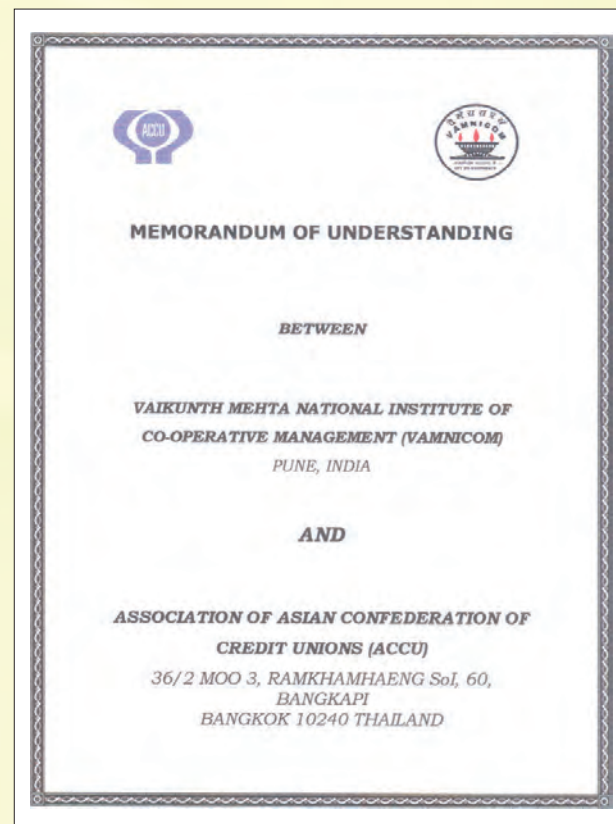 ACCU
VAMNICOM
MEMORANDUM OF UNDERSTANDING
BETWEEN
VAIKUNTH MEHTA NATIONAL INSTITUTE OF
CO-OPERATIVE MANAGEMENT (VAMNICOM)
PUNE, INDIA
AND
ASSOCIATION OF ASIAN CONFEDERATION OF
CREDIT UNIONS (ACCU)
36/2 MOO 3, RAMKHAMHAENG SoI, 60,
BANGKAPI
BANGKOK 10240 THAILAND